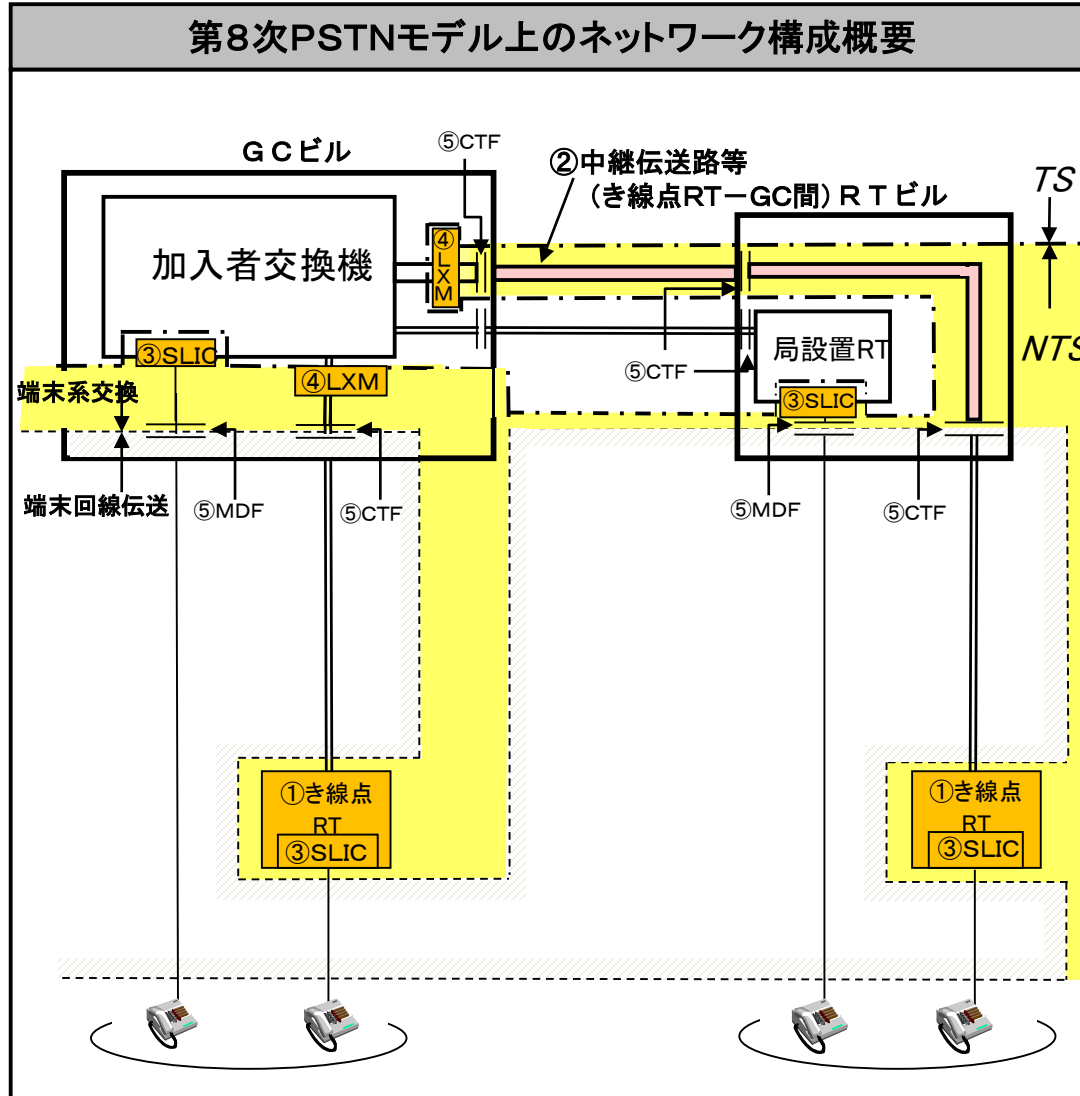 第8次PSTNモデル上のネットワーク構成概要
GCビル
⑤CTF
②中継伝送路等
(き線点RT－GC間)
RTビル
TS
NTS
加入者交換機
④LXM
③SLIC
④LXM
端末系交換
端末回線伝送
⑤MDF
⑤CTF
⑤CTF
局設置RT
③SLIC
⑤MDF
⑤CTF
①き線点
RT
③SLIC
①き線点
RT
③SLIC